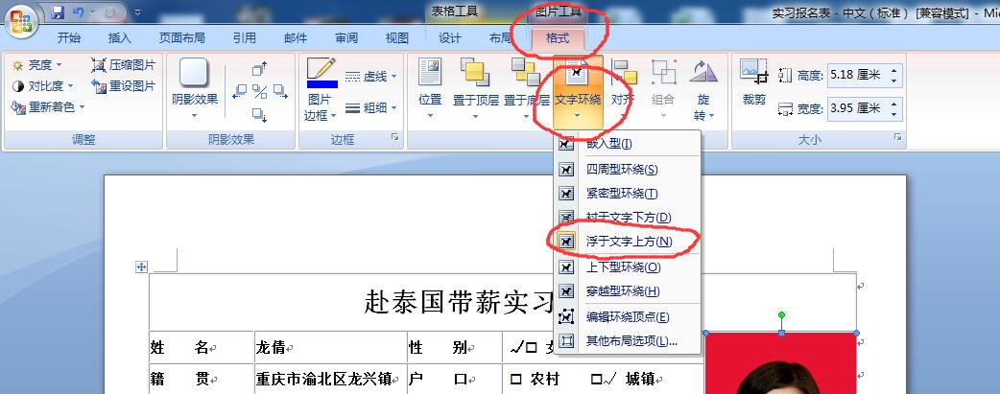 表格工具 图片工具 实习报名表 - 中文（标准） [兼容模式] - Mic
开始 插入 页面布局 引用 邮件 审阅 视图 设计 布局 格式
亮度 压缩图片
对比度 重设图片
重新着色
阴影效果
图片边框
虚线
粗细
位置 置于顶层 置于底层 文字环绕 对齐 组合 旋转
裁剪
高度: 5.18 厘米
宽度: 3.95 厘米
调整 阴影效果 边框 大小
嵌入型(I)
四周型环绕(S)
紧密型环绕(T)
衬于文字下方(D)
浮于文字上方(N)
上下型环绕(O)
穿越型环绕(H)
编辑环绕顶点(E)
其他布局选项(L)...
赴泰国带薪实习
姓 名 龙倩 性 别 ✓□ 女
籍 贯 重庆市渝北区龙兴镇 户 口 □ 农村 □✓ 城镇